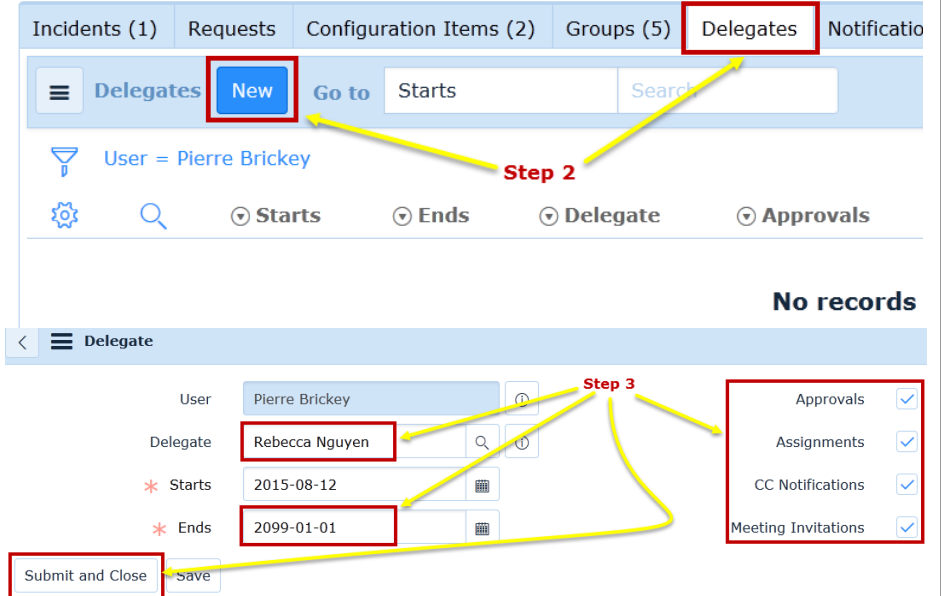 Incidents (1) Requests Configuration Items (2) Groups (5) Delegates Notificatio
Delegates New Go to Starts Search
User = Pierre Brickey
Step 2
Starts Ends Delegate Approvals
No records
Delegate
Step 3
User Pierre Brickey Approvals
Delegate Rebecca Nguyen Assignments
Starts 2015-08-12 CC Notifications
Ends 2099-01-01 Meeting Invitations
Submit and Close Save